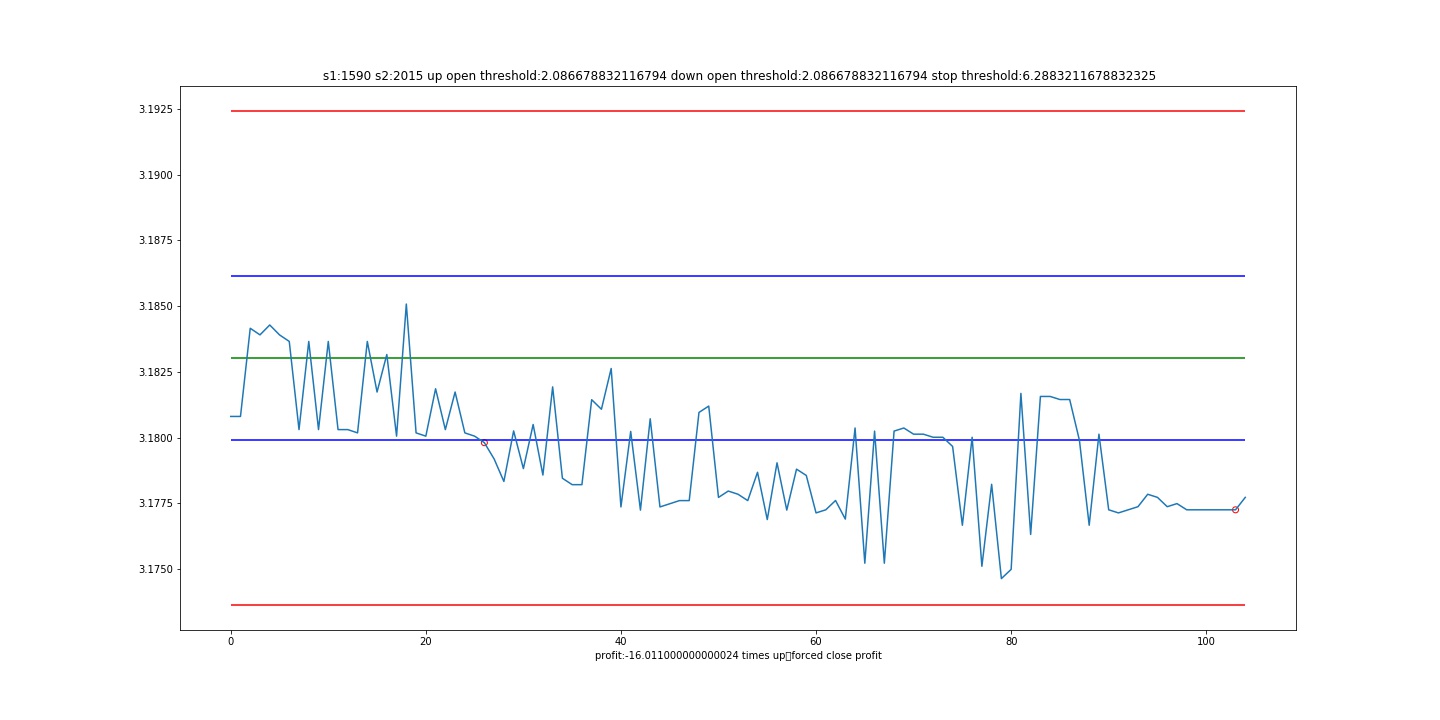 s1:1590 s2:2015 up open threshold:2.086678832116794 down open threshold:2.086678832116794 stop threshold:6.2883211678832325
3.1925
3.1900
3.1875
3.1850
3.1825
3.1800
3.1775
3.1750
0 20 40 60 80 100
profit:-16.011000000000024 times up▯forced close profit